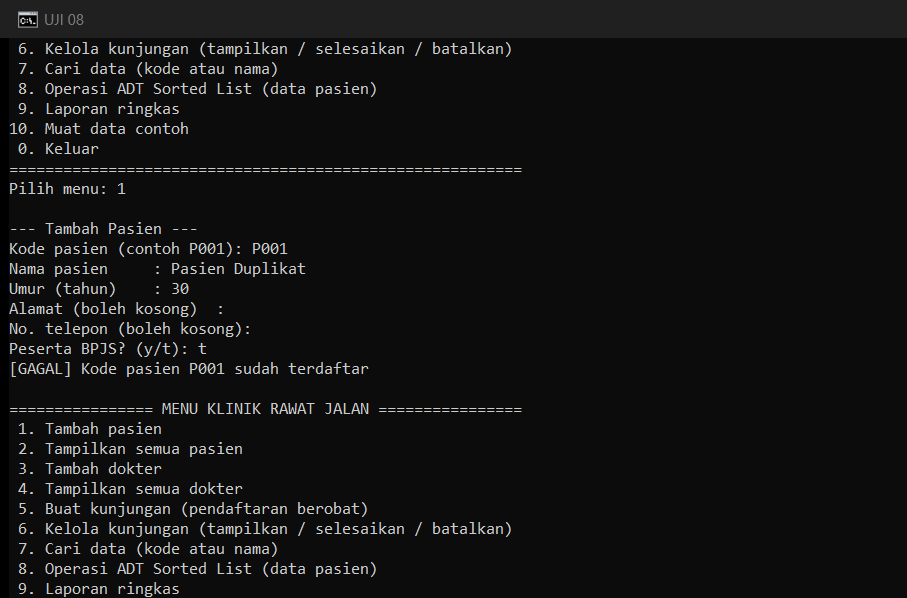 UJI 08
6. Kelola kunjungan (tampilkan / selesaikan / batalkan)
7. Cari data (kode atau nama)
8. Operasi ADT Sorted List (data pasien)
9. Laporan ringkas
10. Muat data contoh
0. Keluar
=========================================================
Pilih menu: 1

--- Tambah Pasien ---
Kode pasien (contoh P001): P001
Nama pasien     : Pasien Duplikat
Umur (tahun)    : 30
Alamat (boleh kosong)  :
No. telepon (boleh kosong):
Peserta BPJS? (y/t): t
[GAGAL] Kode pasien P001 sudah terdaftar

================ MENU KLINIK RAWAT JALAN ================
1. Tambah pasien
2. Tampilkan semua pasien
3. Tambah dokter
4. Tampilkan semua dokter
5. Buat kunjungan (pendaftaran berobat)
6. Kelola kunjungan (tampilkan / selesaikan / batalkan)
7. Cari data (kode atau nama)
8. Operasi ADT Sorted List (data pasien)
9. Laporan ringkas